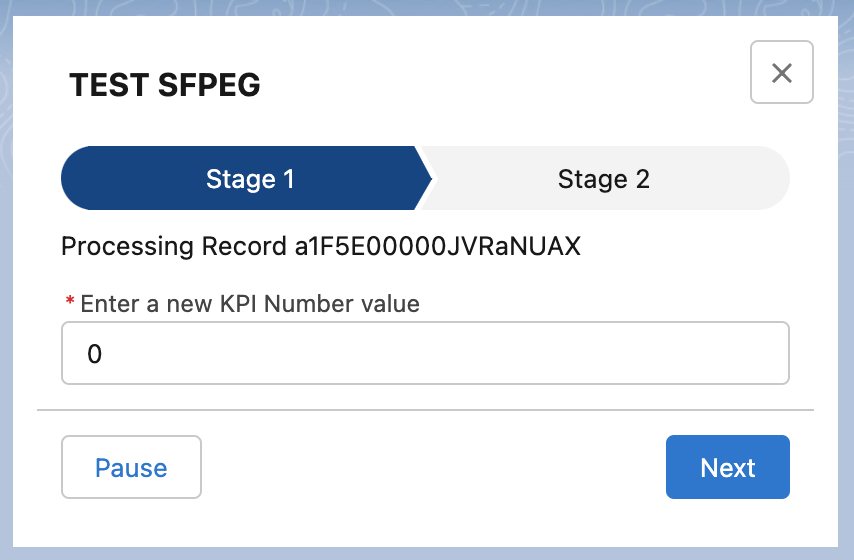 TEST SFPEG
Stage 1
Stage 2
Processing Record a1F5E00000JVRaNUAX
* Enter a new KPI Number value
0
Pause
Next